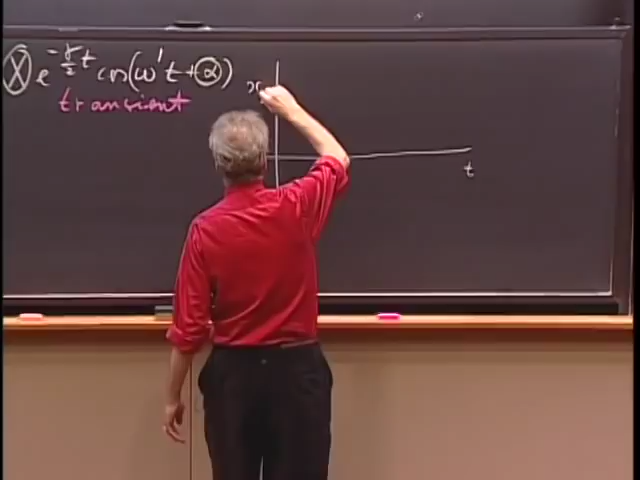 X e^{-γ/2 t} cos(ω' t + α)
transient
x
t